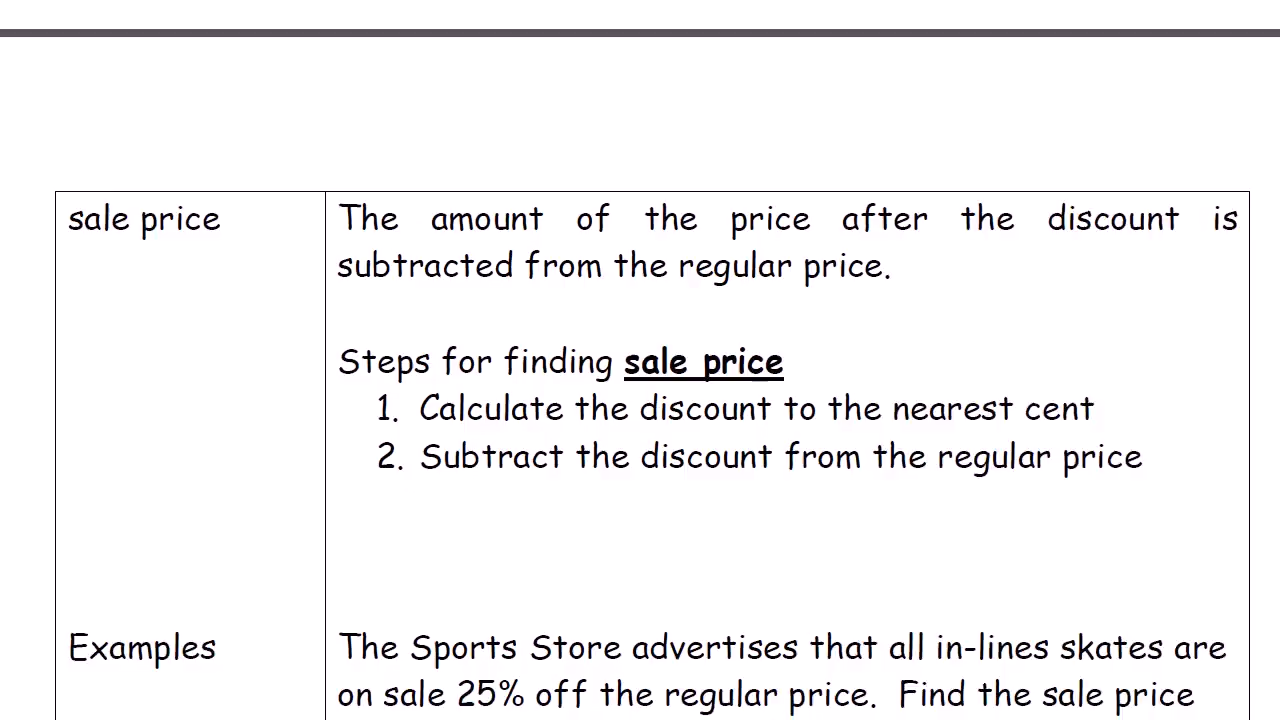 sale price
The amount of the price after the discount is
subtracted from the regular price.
Steps for finding sale price
1. Calculate the discount to the nearest cent
2. Subtract the discount from the regular price
Examples
The Sports Store advertises that all in-lines skates are
on sale 25% off the regular price. Find the sale price